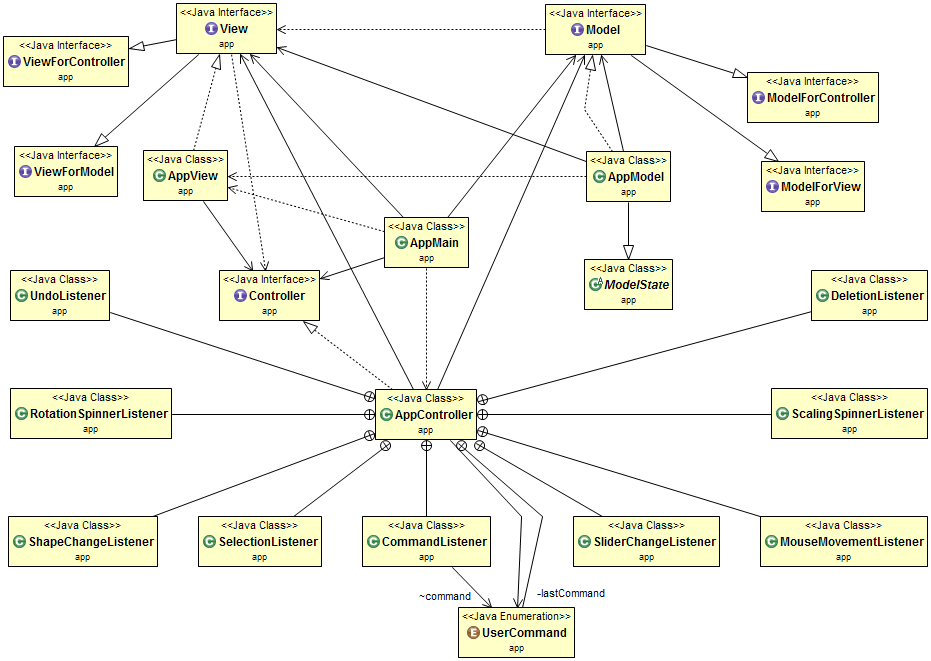 <<Java Interface>>
View
app
<<Java Interface>>
Model
app
<<Java Interface>>
ViewForController
app
<<Java Interface>>
ModelForController
app
<<Java Interface>>
ViewForModel
app
<<Java Class>>
AppView
app
<<Java Class>>
AppModel
app
<<Java Interface>>
ModelForView
app
<<Java Class>>
AppMain
app
<<Java Class>>
UndoListener
app
<<Java Interface>>
Controller
app
<<Java Class>>
ModelState
app
<<Java Class>>
DeletionListener
app
<<Java Class>>
RotationSpinnerListener
app
<<Java Class>>
AppController
app
<<Java Class>>
ScalingSpinnerListener
app
<<Java Class>>
ShapeChangeListener
app
<<Java Class>>
SelectionListener
app
<<Java Class>>
CommandListener
app
<<Java Class>>
SliderChangeListener
app
<<Java Class>>
MouseMovementListener
app
~command
-lastCommand
<<Java Enumeration>>
UserCommand
app